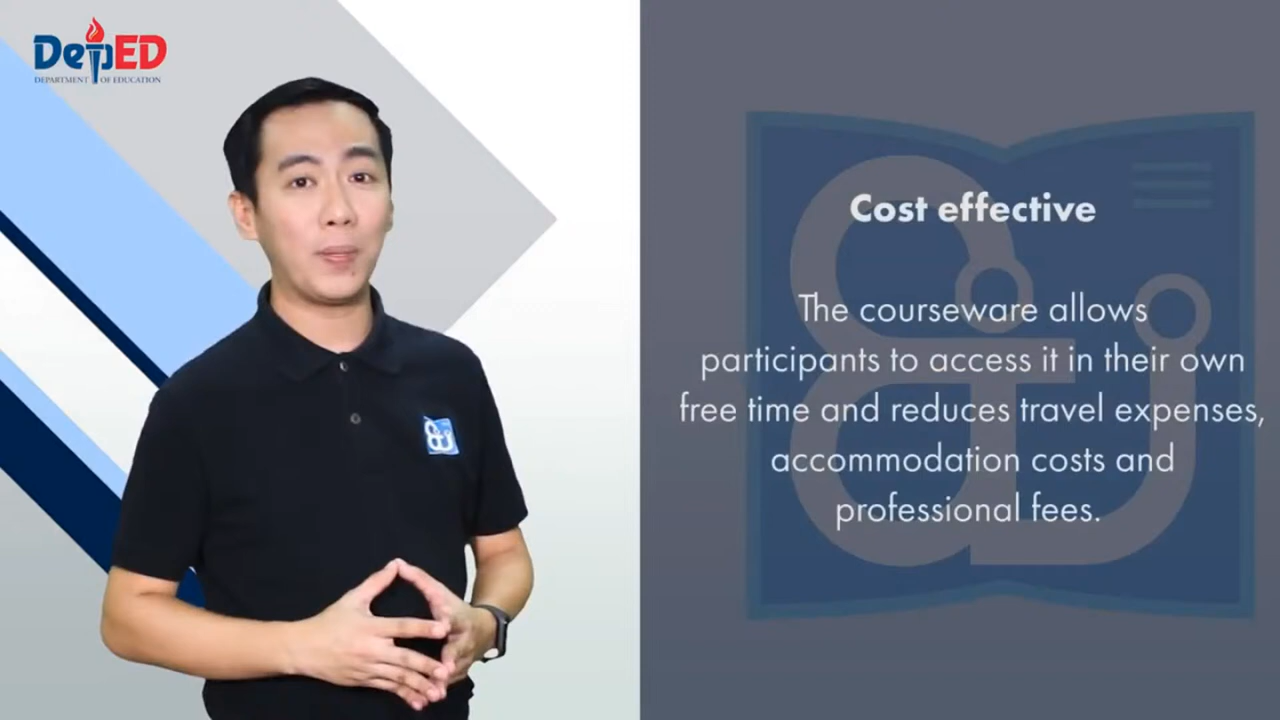 DepED
DEPARTMENT OF EDUCATION
Cost effective
The courseware allows
participants to access it in their own
free time and reduces travel expenses,
accommodation costs and
professional fees.